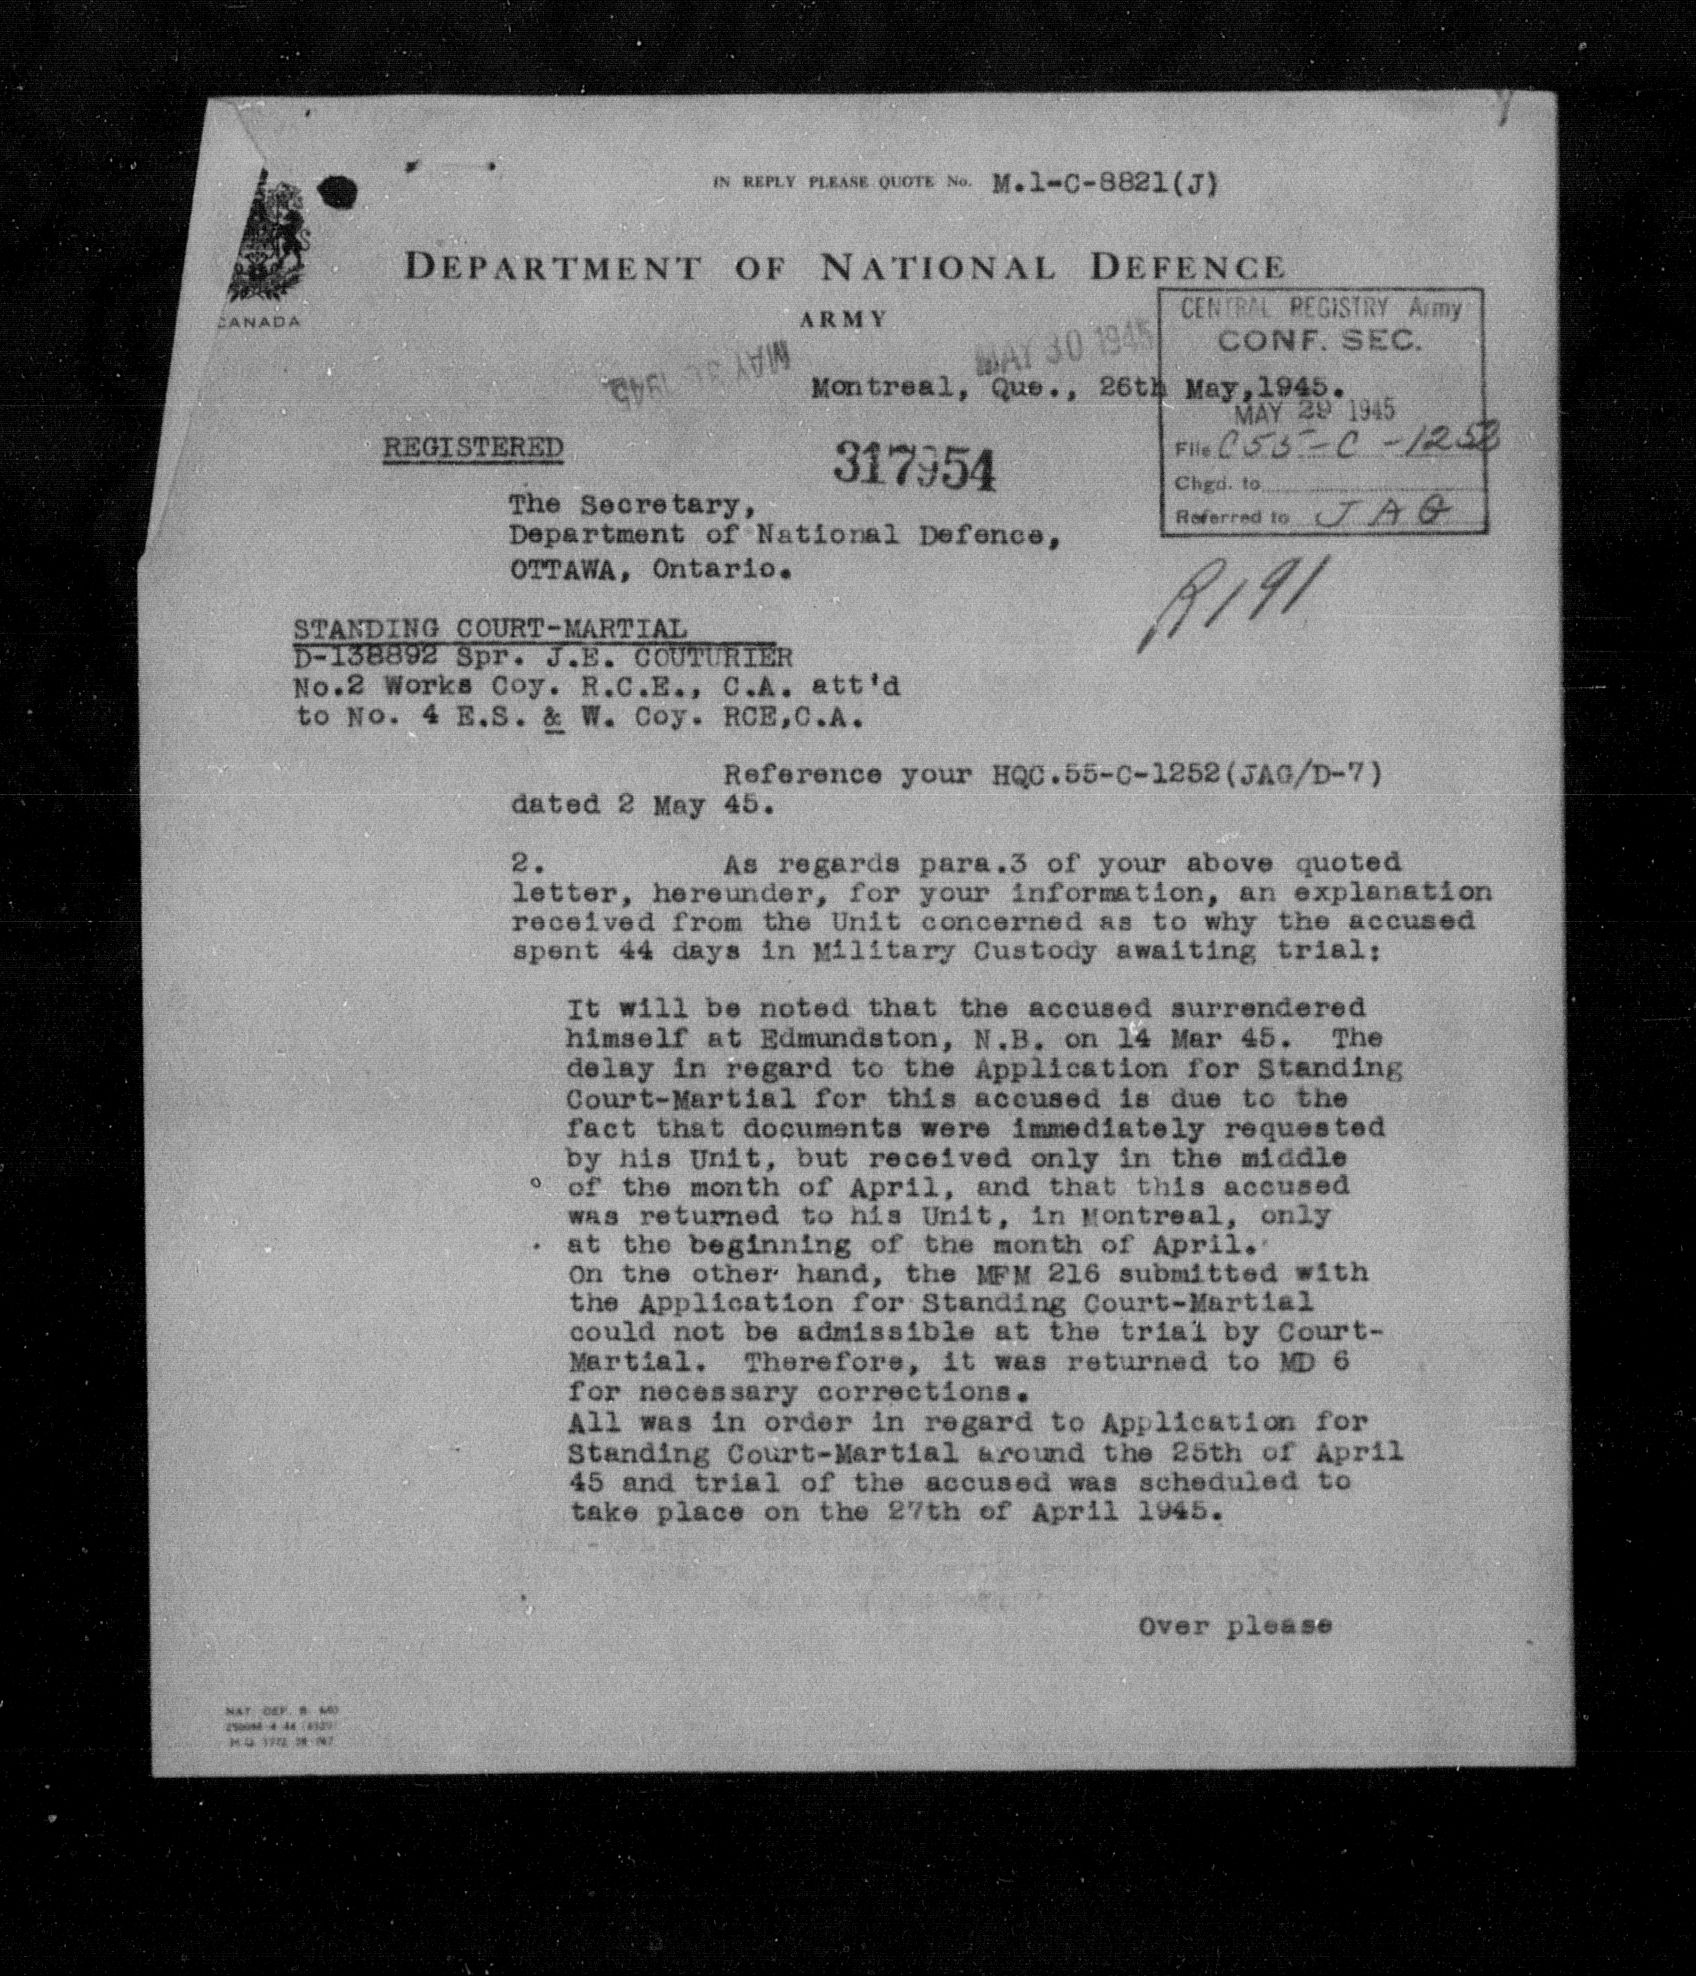 IN REPLY PLEASE QUOTE No. M.1-C-8821(J)
DEPARTMENT OF NATIONAL DEFENCE
ARMY
CANADA
CENTRAL REGISTRY Army
CONF. SEC.
MAY 30 1945
MAY 1945
Montreal, Que., 26th May,1945.
MAY 29 1945
REGISTERED
317954
File C55-C-1252
Chgd. to
Referred to JAG
The Secretary,
Department of National Defence,
OTTAWA, Ontario.
R191
STANDING COURT-MARTIAL
D-138892 Spr. J.E. COUTURIER
No.2 Works Coy. R.C.E., C.A. att'd
to No. 4 E.S. & W. Coy. RCE,C.A.
Reference your HQC.55-C-1252(JAG/D-7)
dated 2 May 45.
2. As regards para.3 of your above quoted
letter, hereunder, for your information, an explanation
received from the Unit concerned as to why the accused
spent 44 days in Military Custody awaiting trial:
It will be noted that the accused surrendered
himself at Edmundston, N.B. on 14 Mar 45. The
delay in regard to the Application for Standing
Court-Martial for this accused is due to the
fact that documents were immediately requested
by his Unit, but received only in the middle
of the month of April, and that this accused
was returned to his Unit, in Montreal, only
at the beginning of the month of April.
On the other hand, the MFM 216 submitted with
the Application for Standing Court-Martial
could not be admissible at the trial by Court-
Martial. Therefore, it was returned to MD 6
for necessary corrections.
All was in order in regard to Application for
Standing Court-Martial around the 25th of April
45 and trial of the accused was scheduled to
take place on the 27th of April 1945.
Over please
NAT. DEF. B.